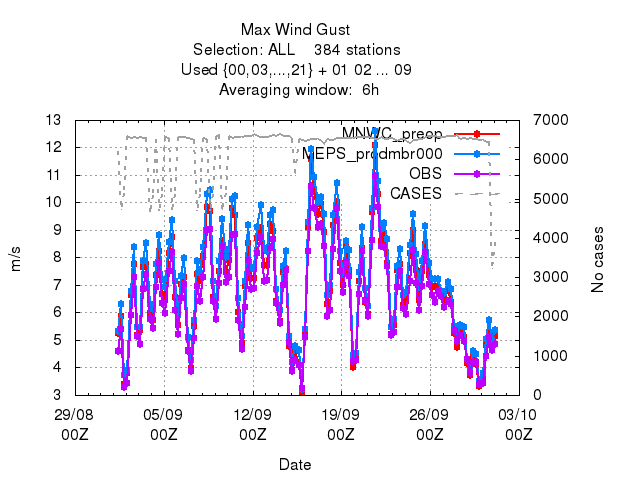 Max Wind Gust
Selection: ALL    384 stations
Used {00,03,...,21} + 01 02 ... 09
Averaging window:  6h
13 7000
12 6000
11
10 5000
9 4000
8
7 3000
6 2000
5
4 1000
3 0
m/s
No cases
MNWC_preop
MEPS_prodmbr000
OBS
CASES
29/08 05/09 12/09 19/09 26/09 03/10
00Z 00Z 00Z 00Z 00Z 00Z
Date